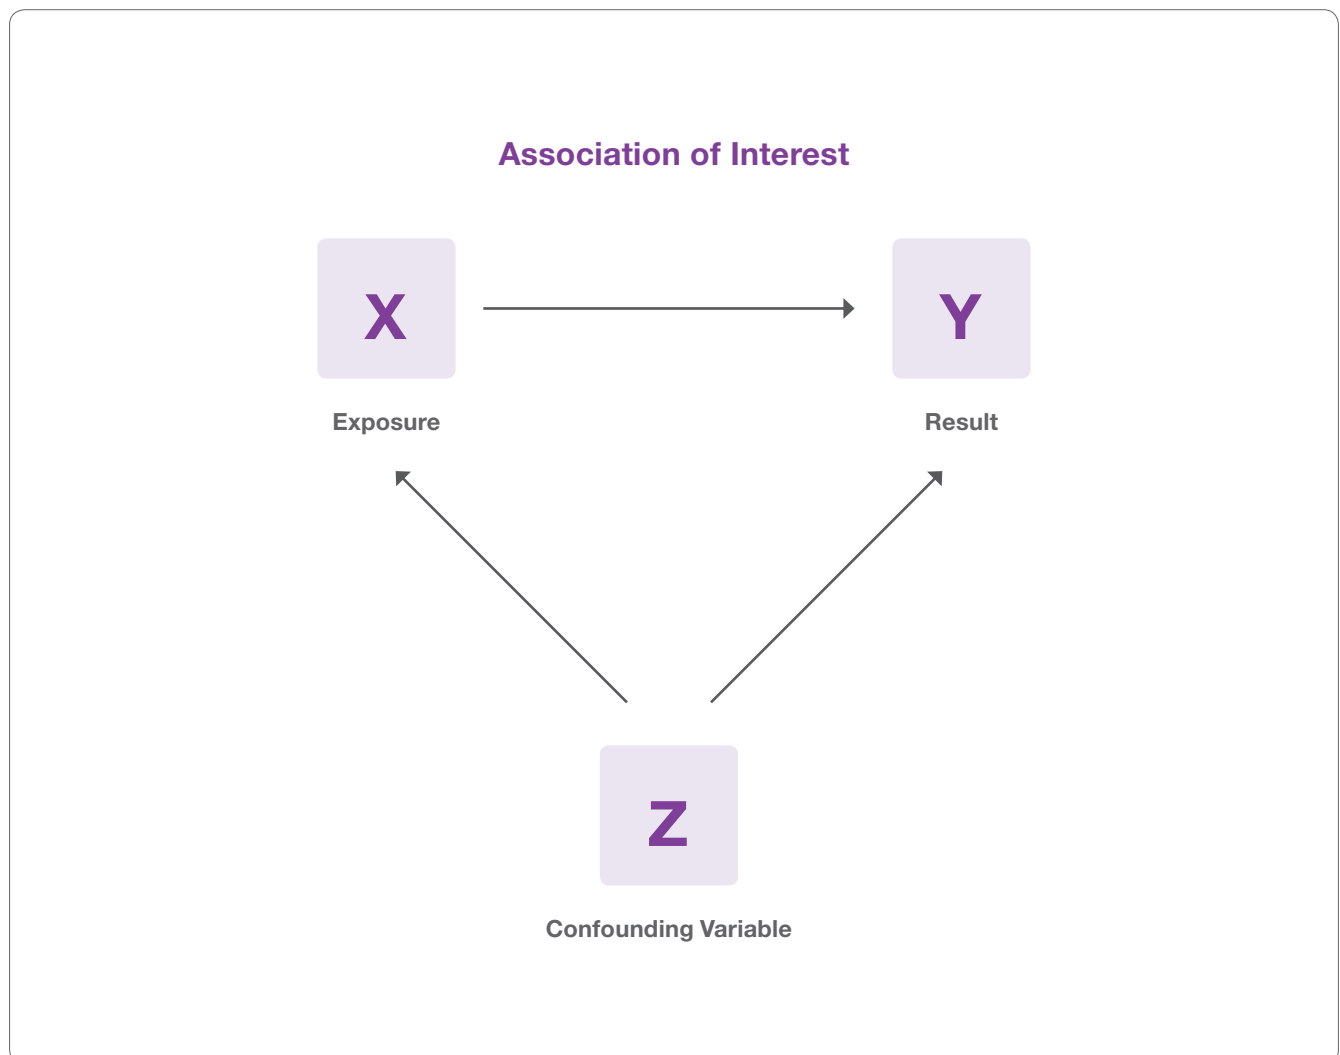 Association of Interest
X
Y
Exposure
Result
Z
Confounding Variable